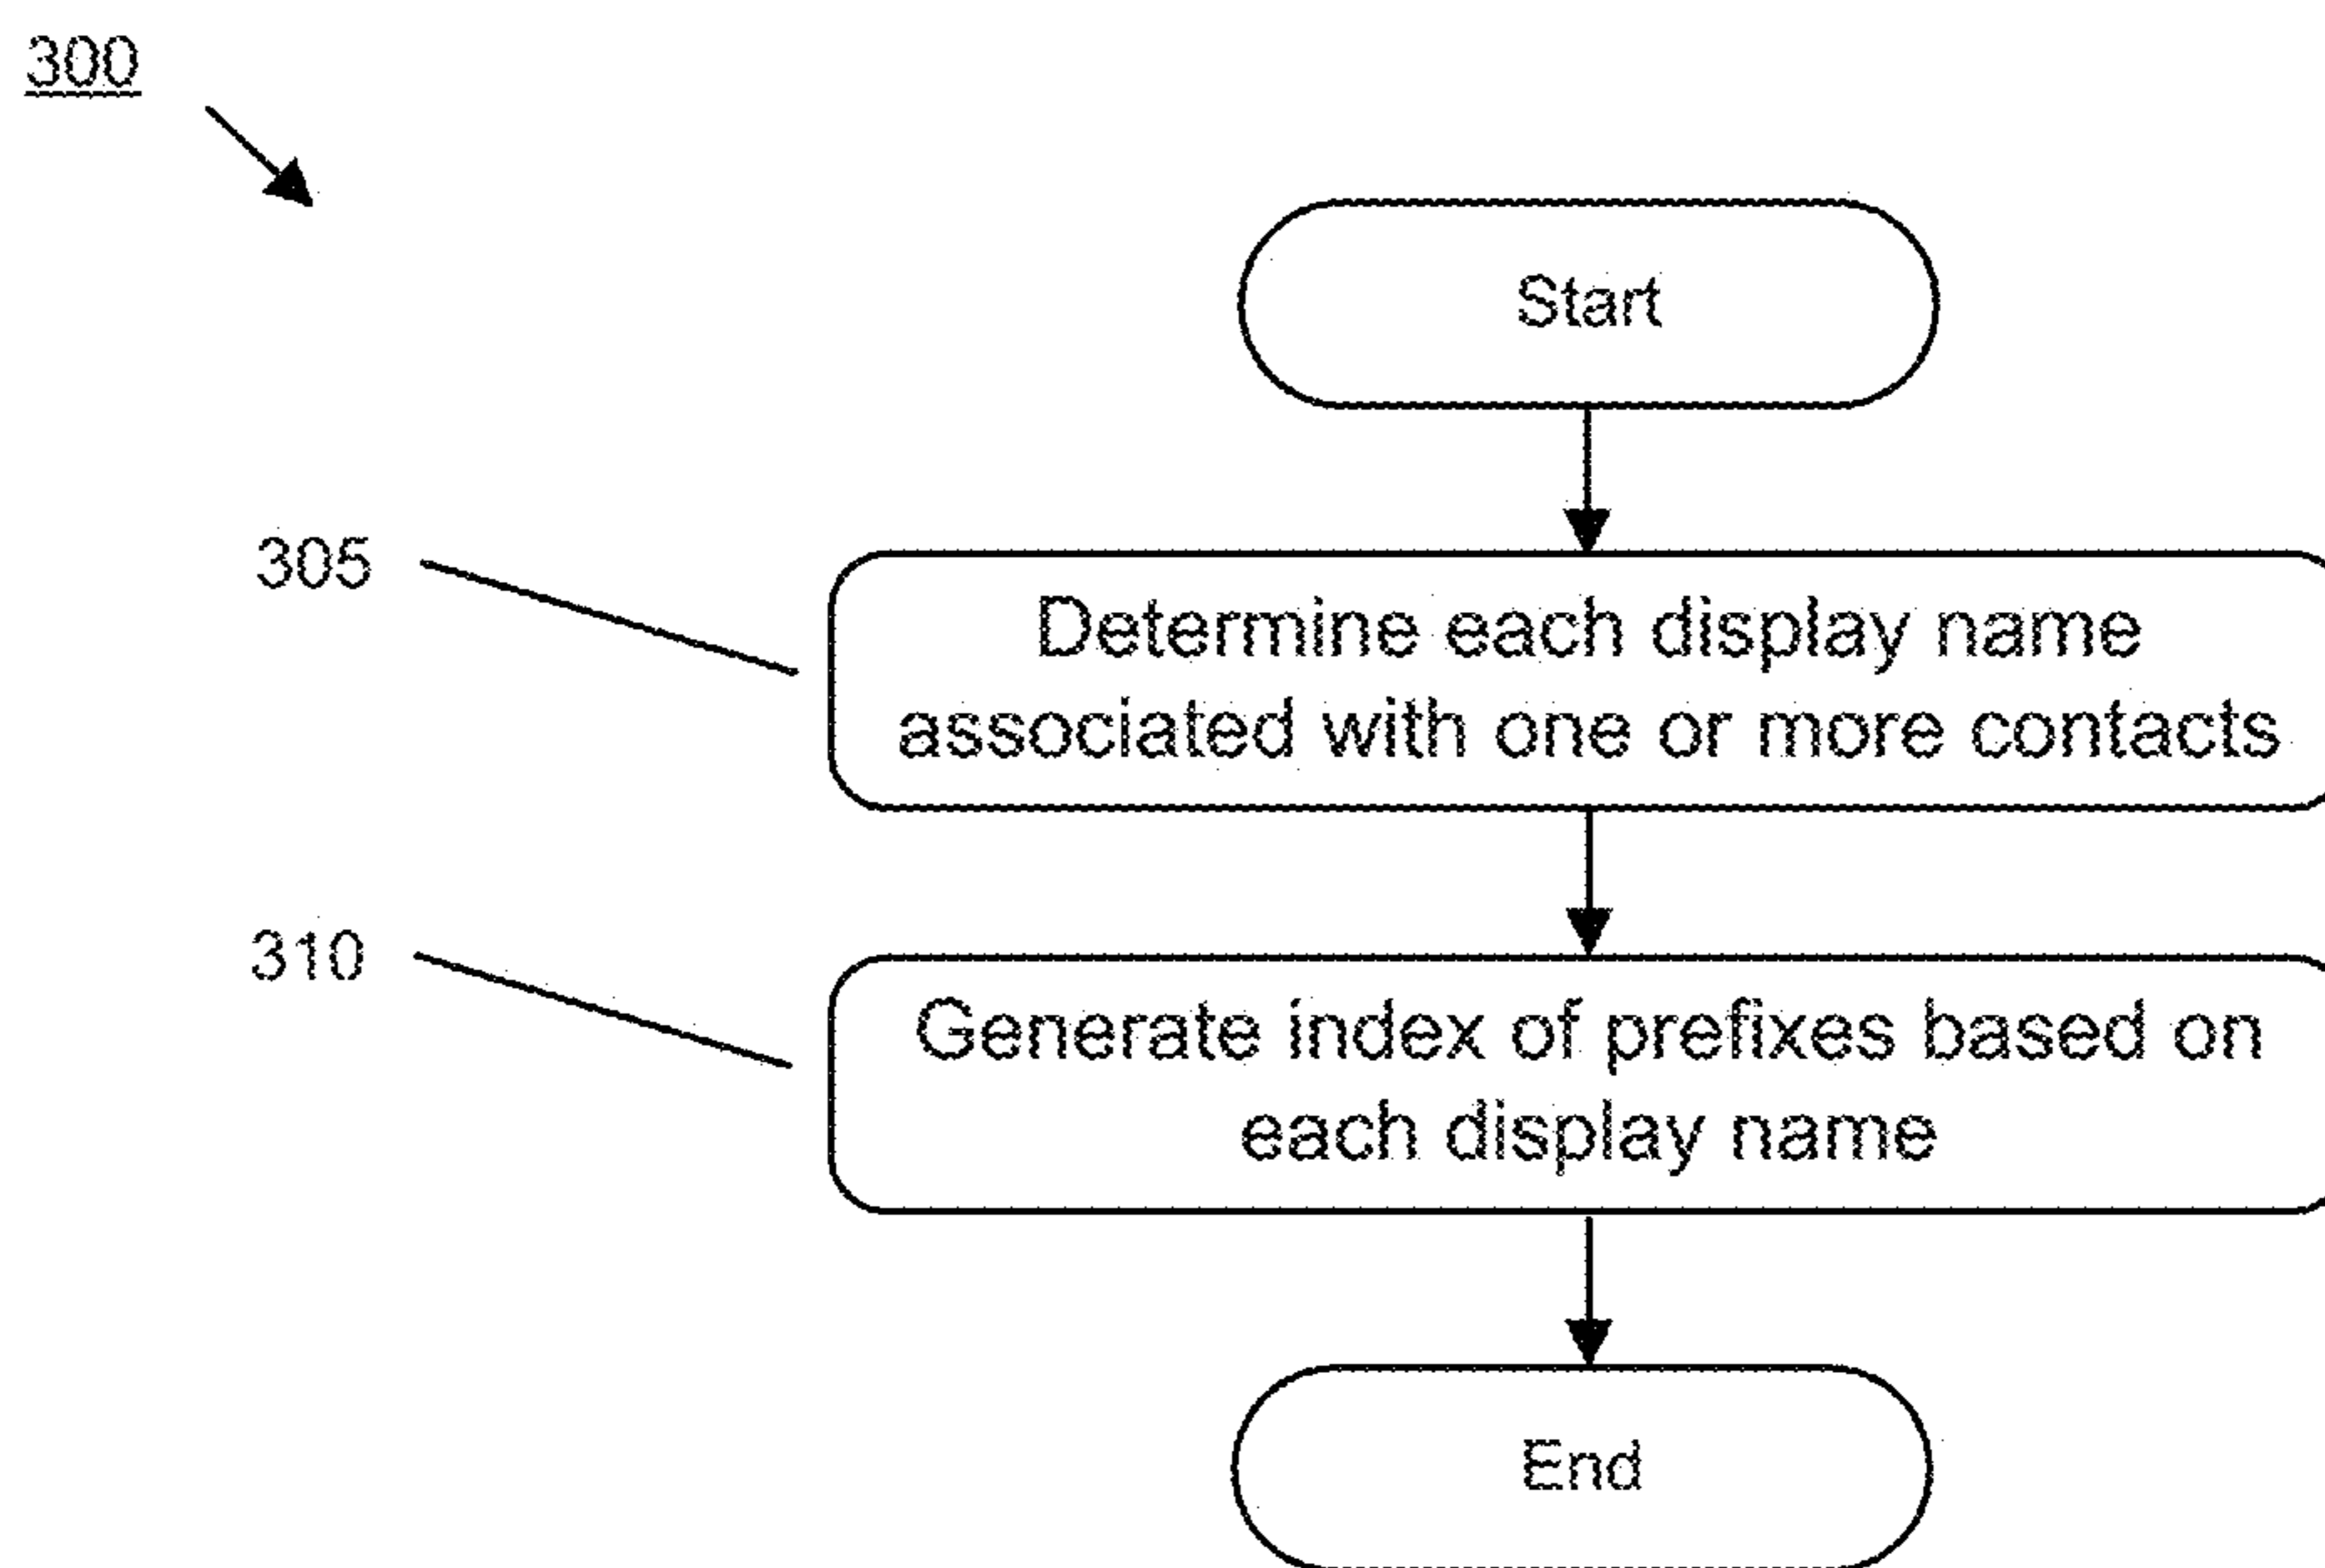 300
Start
305
Determine each display name
associated with one or more contacts
310
Generate index of prefixes based on
each display name
End